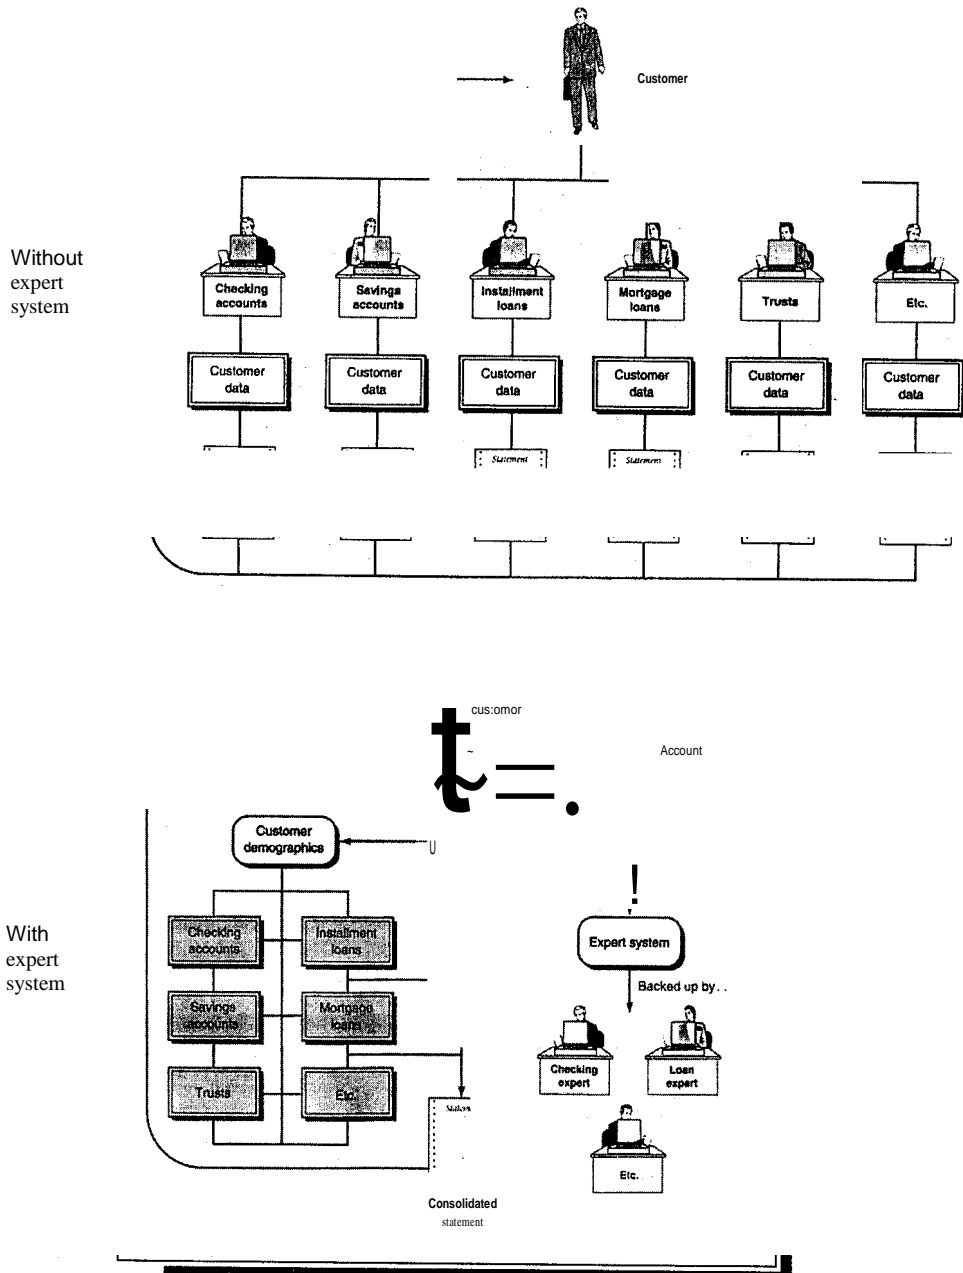 Customer
Without
expert
system
Checking
accounts
Savings
accounts
Installment
loans
Mortgage
loans
Trusts
Etc.
Customer
data
Customer
data
Customer
data
Customer
data
Customer
data
Customer
data
Statement
Statement
cus:omor
t
~
~
=.
Account
Customer
demographics
U
!
With
expert
system
Checking
accounts
Installment
loans
Savings
accounts
Mortgage
loans
Trusts
Etc.
Expert system
Backed up by. .
Checking
expert
Loan
expert
Etc.
Consolidated
statement